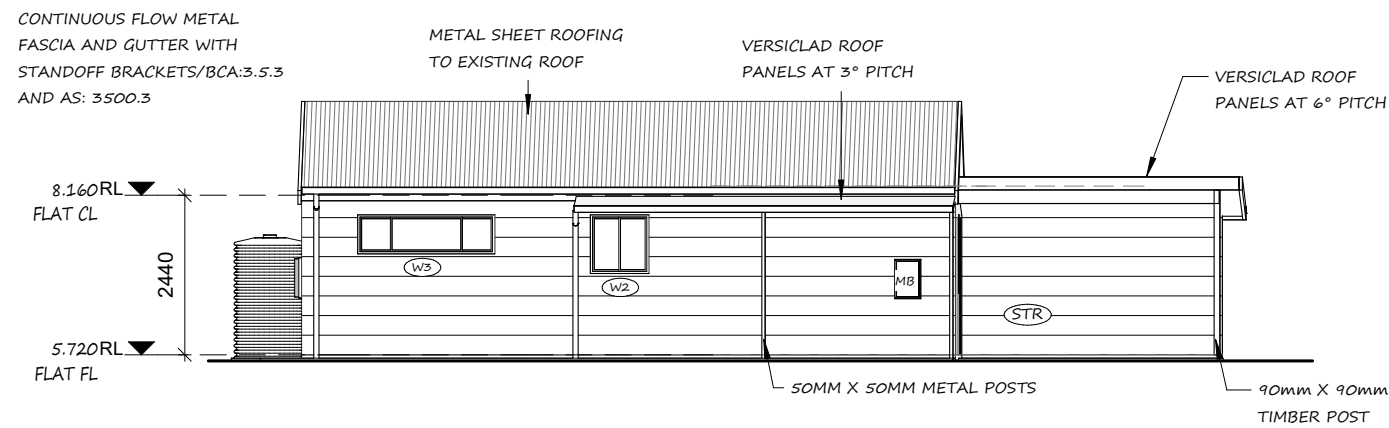 CONTINUOUS FLOW METAL
FASCIA AND GUTTER WITH
STANDOFF BRACKETS/BCA:3.5.3
AND AS: 3500.3
METAL SHEET ROOFING
TO EXISTING ROOF
VERSICLAD ROOF
PANELS AT 3° PITCH
VERSICLAD ROOF
PANELS AT 6° PITCH
8.160RL
FLAT CL
2440
W3
W2
MB
STR
5.720RL
FLAT FL
50MM X 50MM METAL POSTS
90mm X 90mm
TIMBER POST